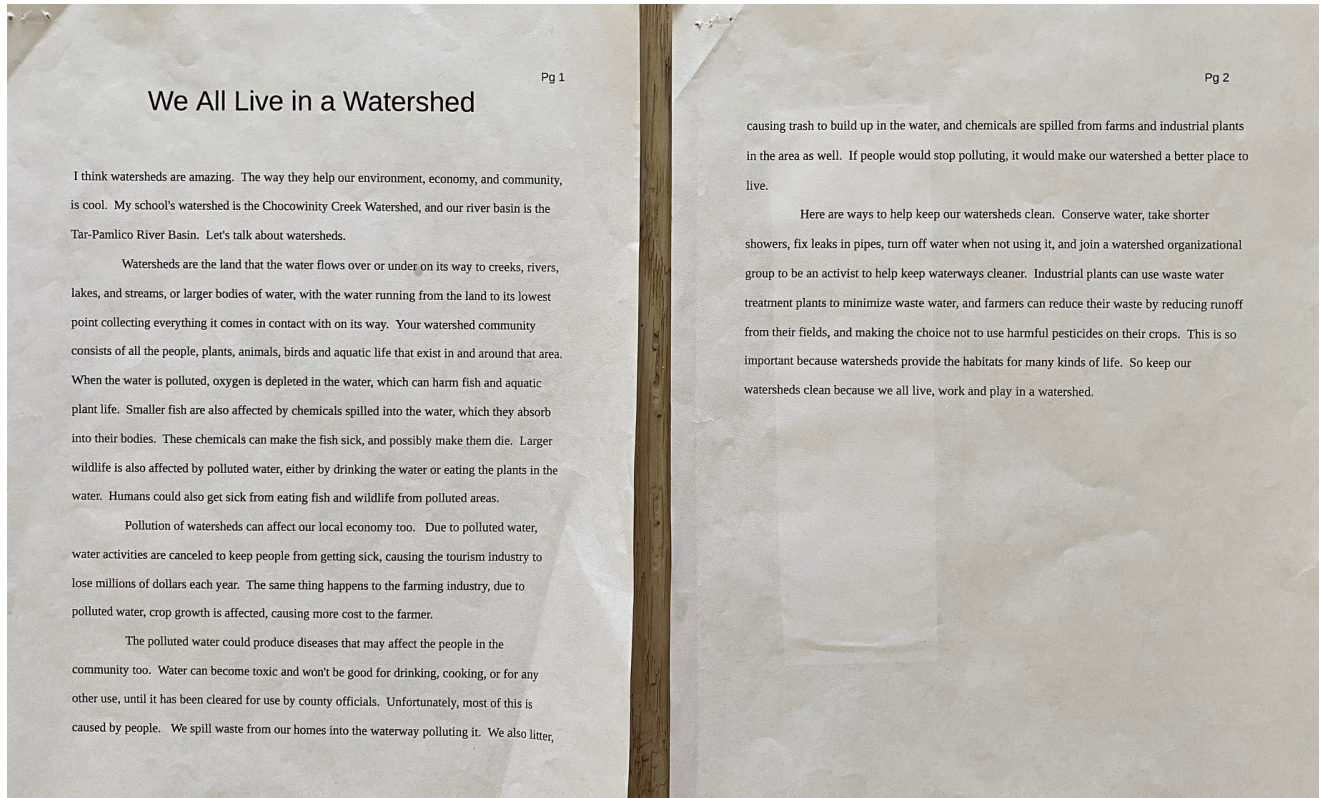 Pg 1
We All Live in a Watershed
I think watersheds are amazing.  The way they help our environment, economy, and community,
is cool.  My school's watershed is the Chocowinity Creek Watershed, and our river basin is the
Tar-Pamlico River Basin.  Let's talk about watersheds.
Watersheds are the land that the water flows over or under on its way to creeks, rivers,
lakes, and streams, or larger bodies of water, with the water running from the land to its lowest
point collecting everything it comes in contact with on its way.  Your watershed community
consists of all the people, plants, animals, birds and aquatic life that exist in and around that area.
When the water is polluted, oxygen is depleted in the water, which can harm fish and aquatic
plant life.  Smaller fish are also affected by chemicals spilled into the water, which they absorb
into their bodies.  These chemicals can make the fish sick, and possibly make them die.  Larger
wildlife is also affected by polluted water, either by drinking the water or eating the plants in the
water.  Humans could also get sick from eating fish and wildlife from polluted areas.
Pollution of watersheds can affect our local economy too.   Due to polluted water,
water activities are canceled to keep people from getting sick, causing the tourism industry to
lose millions of dollars each year.  The same thing happens to the farming industry, due to
polluted water, crop growth is affected, causing more cost to the farmer.
The polluted water could produce diseases that may affect the people in the
community too.  Water can become toxic and won't be good for drinking, cooking, or for any
other use, until it has been cleared for use by county officials.  Unfortunately, most of this is
caused by people.   We spill waste from our homes into the waterway polluting it.  We also litter,
Pg 2
causing trash to build up in the water, and chemicals are spilled from farms and industrial plants
in the area as well.  If people would stop polluting, it would make our watershed a better place to
live.
Here are ways to help keep our watersheds clean.  Conserve water, take shorter
showers, fix leaks in pipes, turn off water when not using it, and join a watershed organizational
group to be an activist to help keep waterways cleaner.  Industrial plants can use waste water
treatment plants to minimize waste water, and farmers can reduce their waste by reducing runoff
from their fields, and making the choice not to use harmful pesticides on their crops.  This is so
important because watersheds provide the habitats for many kinds of life.  So keep our
watersheds clean because we all live, work and play in a watershed.